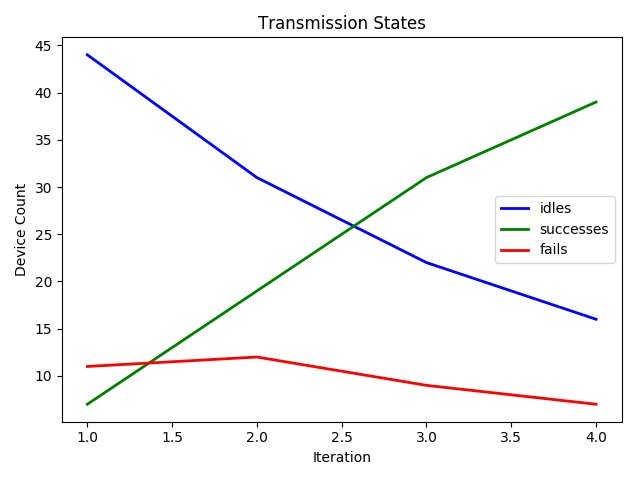 Transmission States
Device Count
45
40
35
30
25
20
15
10
idles
successes
fails
1.0 1.5 2.0 2.5 3.0 3.5 4.0
Iteration